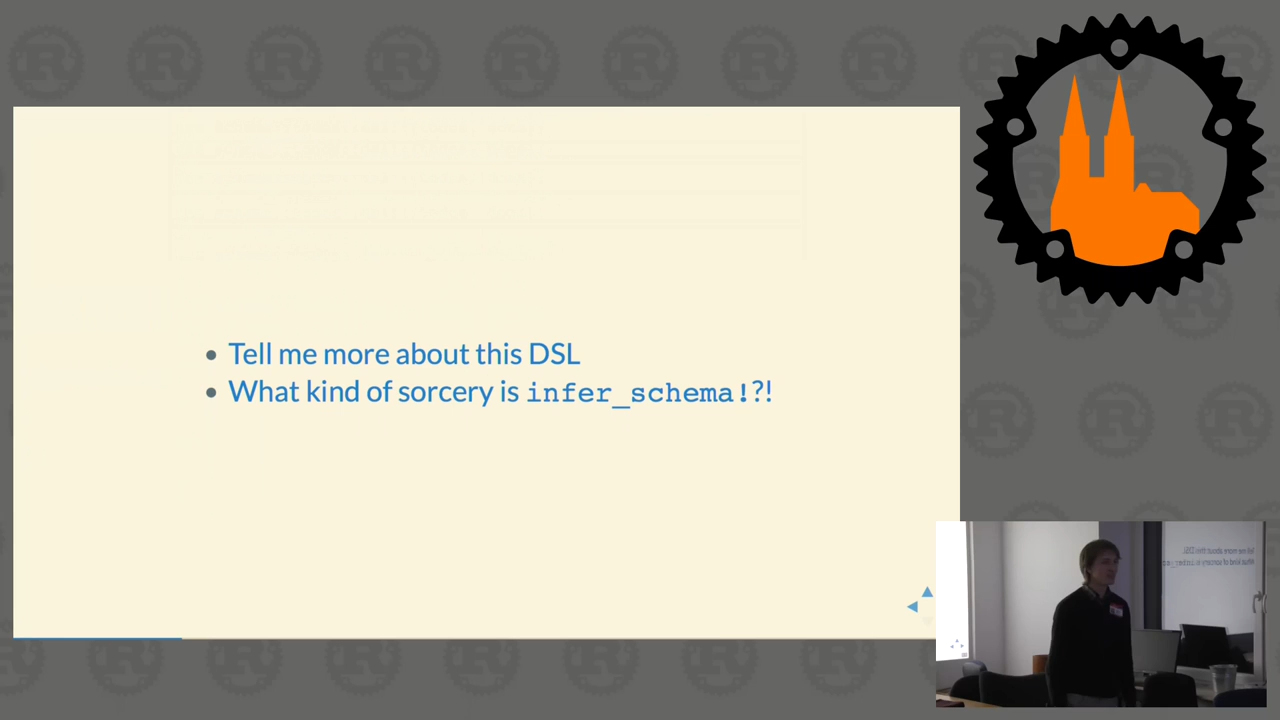 Tell me more about this DSL
What kind of sorcery is infer_schema!?!